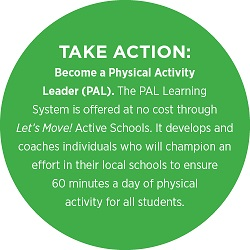 TAKE ACTION:
Become a Physical Activity
Leader (PAL). The PAL Learning
System is offered at no cost through
Let's Move! Active Schools. It develops and
coaches individuals who will champion an
effort in their local schools to ensure
60 minutes a day of physical
activity for all students.